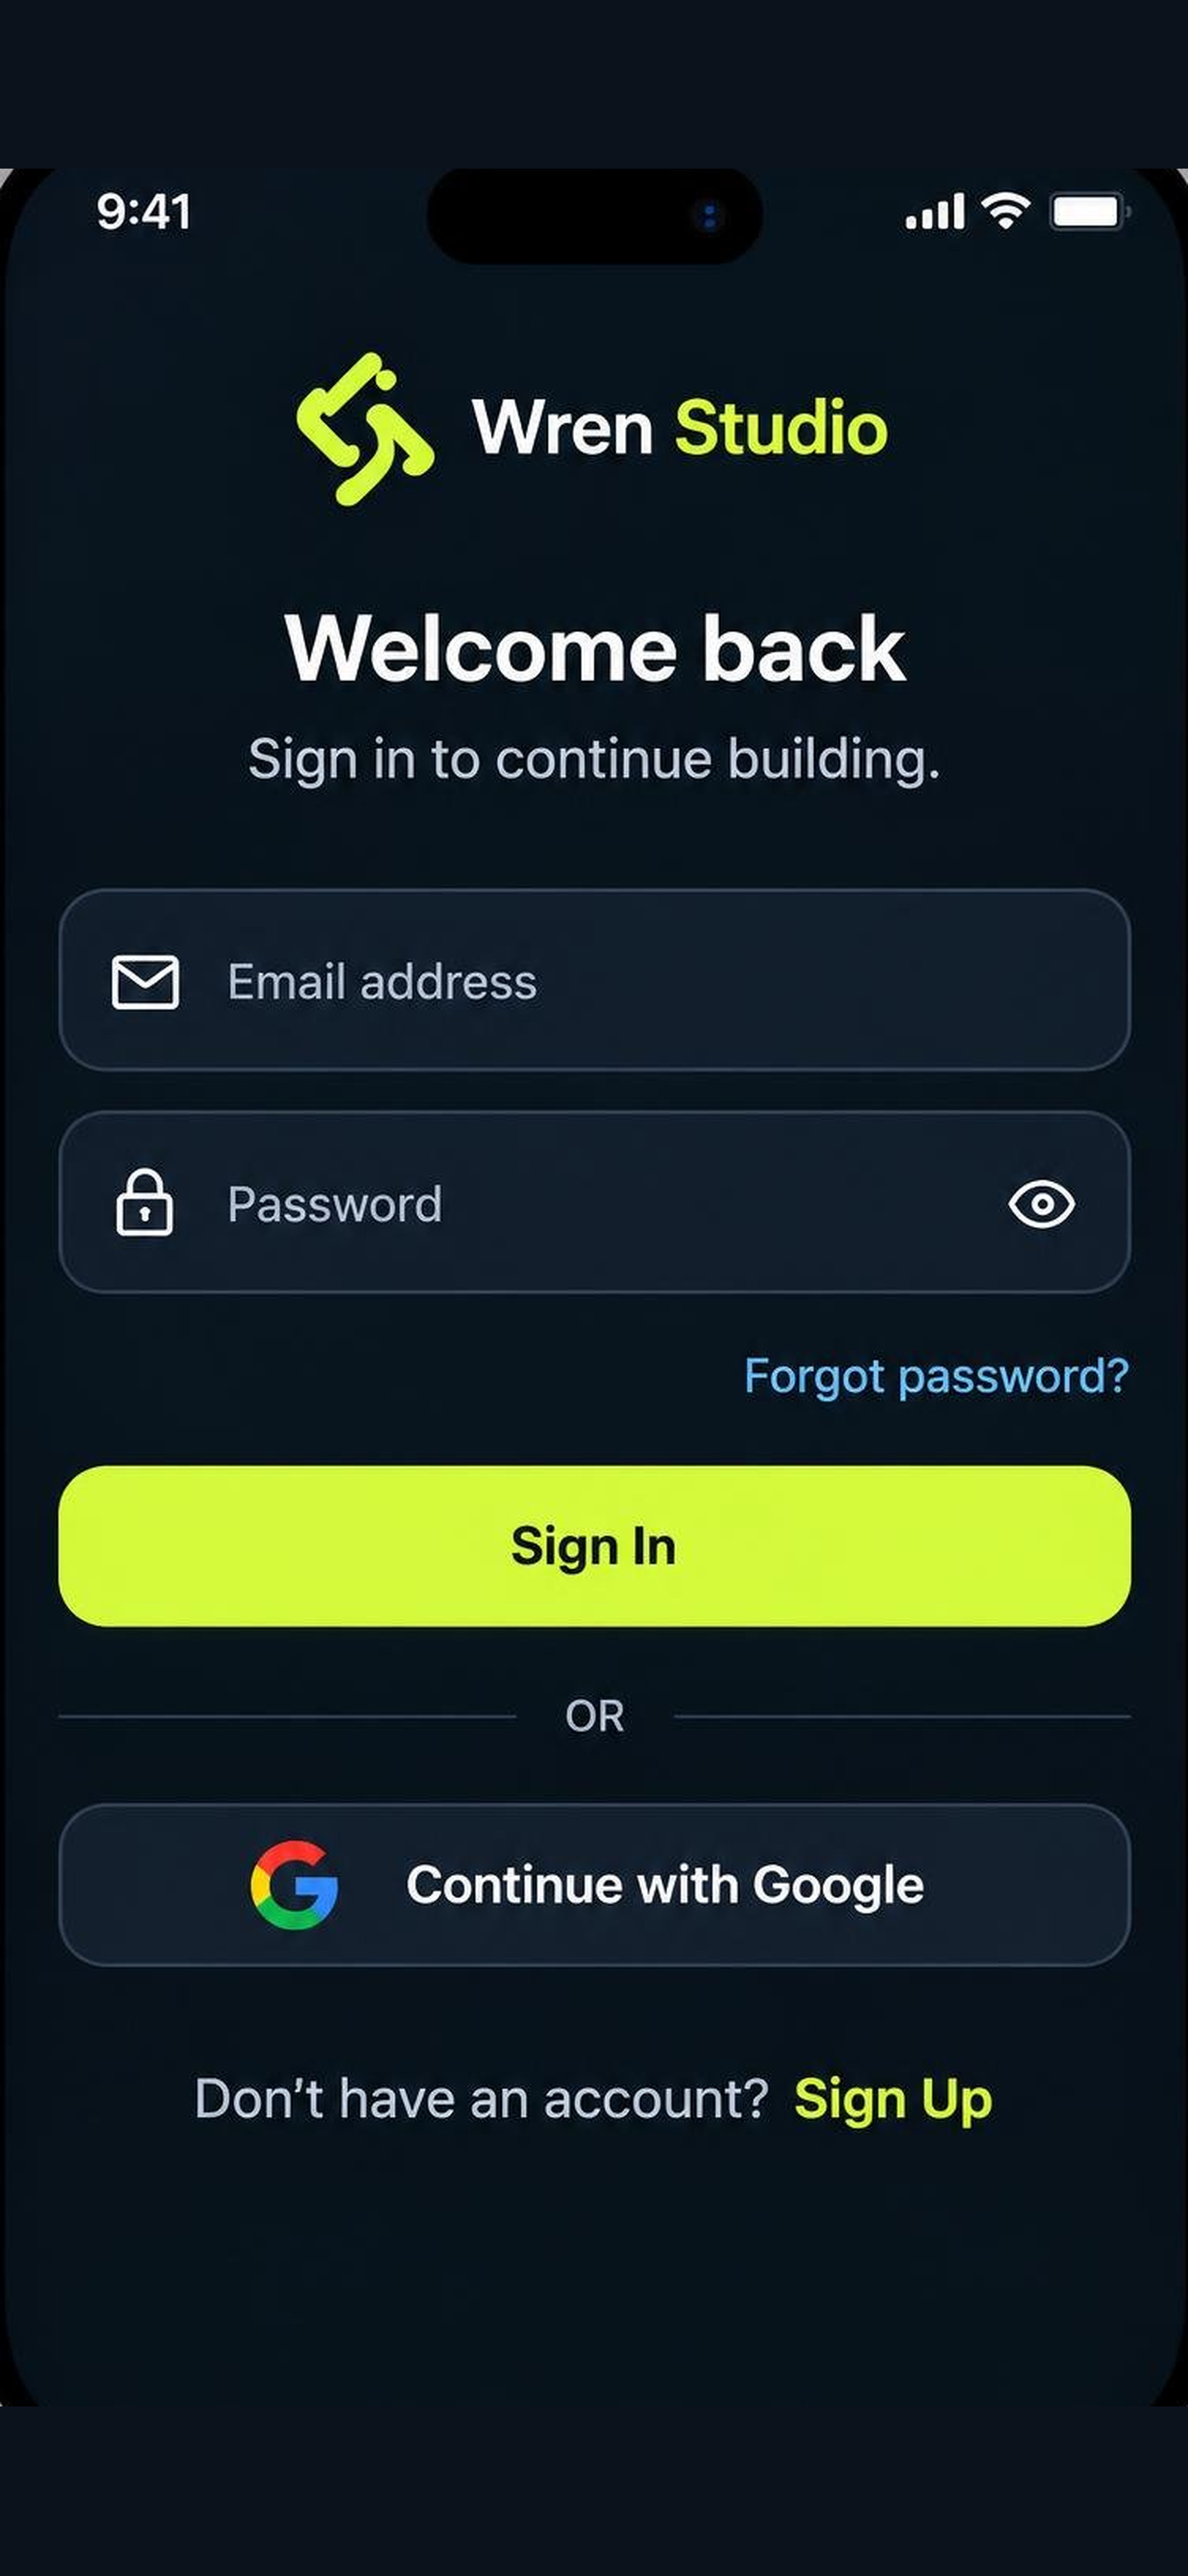 9:41
Wren Studio
Welcome back
Sign in to continue building.
Email address
Password
Forgot password?
Sign In
OR
Continue with Google
Don’t have an account? Sign Up